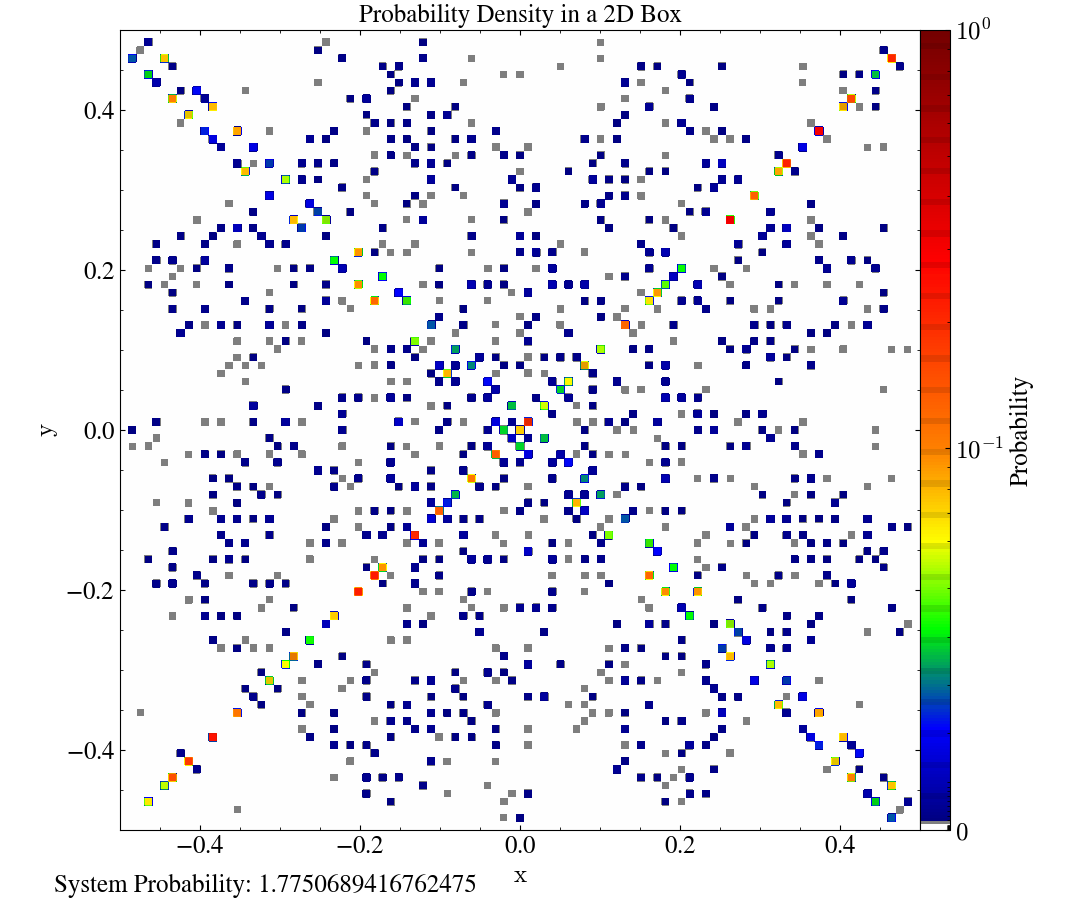 Probability Density in a 2D Box
y
0.4
0.2
0.0
−0.2
−0.4
−0.4 −0.2 0.0 0.2 0.4
x
10⁰
10⁻¹
0
Probability
System Probability: 1.7750689416762475